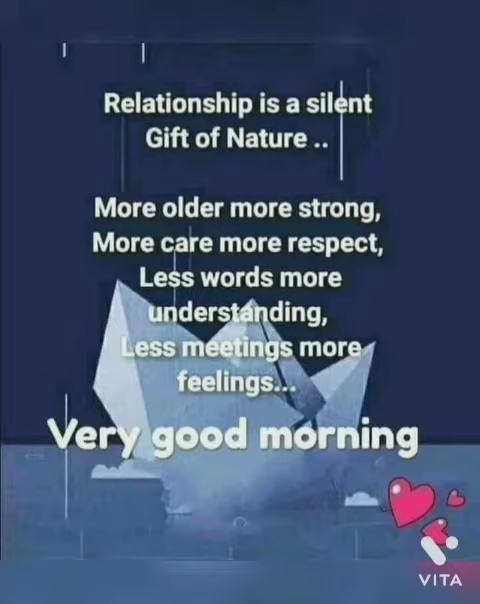 Relationship is a silent
Gift of Nature ..
More older more strong,
More care more respect,
Less words more
understanding,
Less meetings more
feelings...
Very good morning
VITA